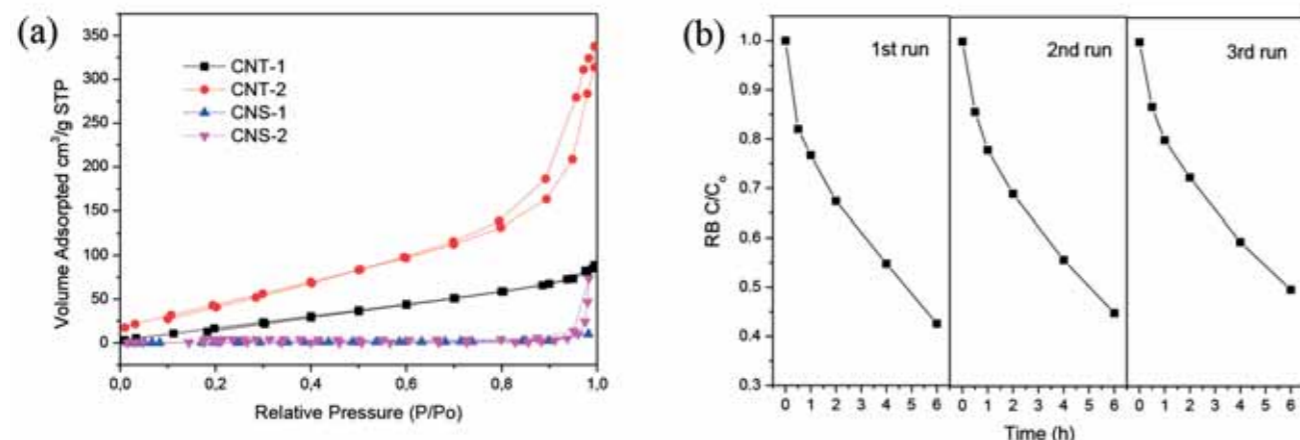 (a)
350
300
250
200
150
100
50
0
Volume Adsorpted cm³/g STP
CNT-1
CNT-2
CNS-1
CNS-2
0,0 0,2 0,4 0,6 0,8 1,0
Relative Pressure (P/Po)
(b)
1.0
0.9
0.8
0.7
0.6
0.5
0.4
0.3
RB C/C₀
1st run 2nd run 3rd run
0 1 2 3 4 5 6 0 1 2 3 4 5 6 0 1 2 3 4 5 6
Time (h)